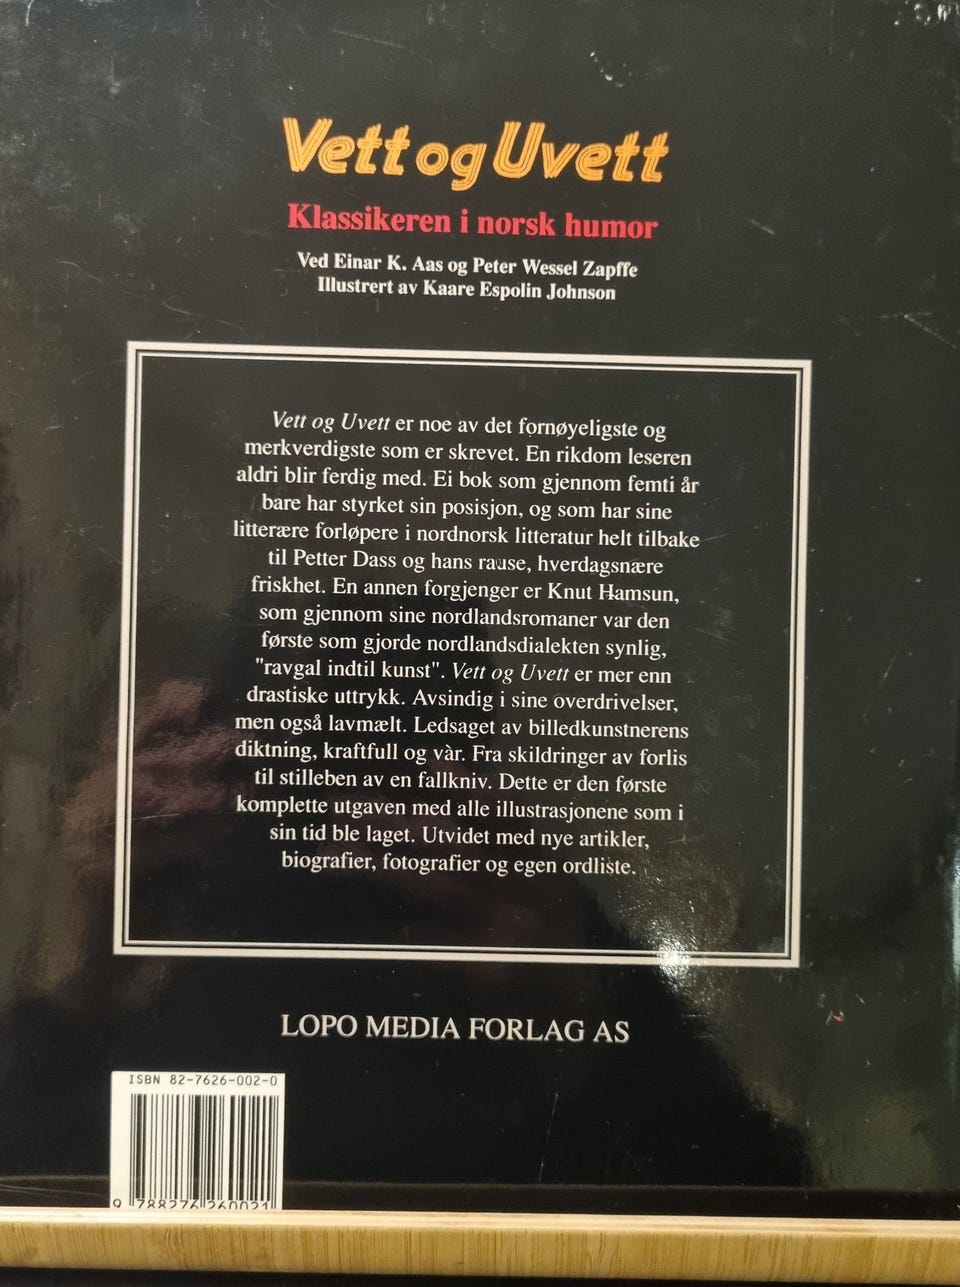 Vett og Uvett
Klassikeren i norsk humor
Ved Einar K. Aas og Peter Wessel Zapffe
Illustrert av Kaare Espolin Johnson
Vett og Uvett er noe av det fornøyeligste og
merkverdigste som er skrevet. En rikdom leseren
aldri blir ferdig med. Ei bok som gjennom femti år
bare har styrket sin posisjon, og som har sine
litterære forløpere i nordnorsk litteratur helt tilbake
til Petter Dass og hans rause, hverdagsnære
friskhet. En annen forgjenger er Knut Hamsun,
som gjennom sine nordlandsromaner var den
første som gjorde nordlandsdialekten synlig,
"ravgal indtil kunst". Vett og Uvett er mer enn
drastiske uttrykk. Avsindig i sine overdrivelser,
men også lavmælt. Ledsaget av billedkunstnerens
diktning, kraftfull og vàr. Fra skildringer av forlis
til stilleben av en fallkniv. Dette er den første
komplette utgaven med alle illustrasjonene som i
sin tid ble laget. Utvidet med nye artikler,
biografier, fotografier og egen ordliste.
LOPO MEDIA FORLAG AS
ISBN 82-7626-002-0
9 788276 260021